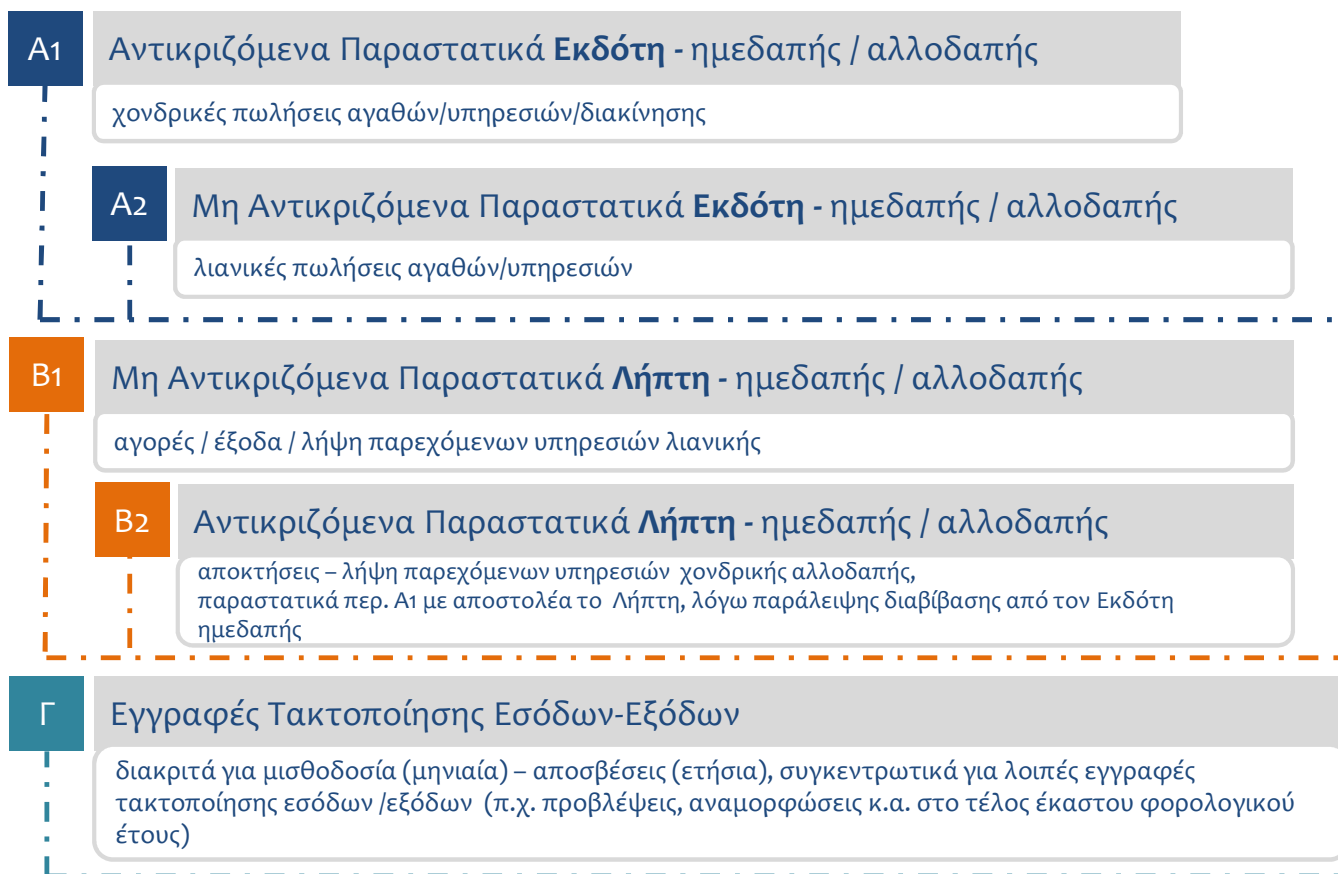 Α1
Αντικριζόμενα Παραστατικά Εκδότη - ημεδαπής / αλλοδαπής
χονδρικές πωλήσεις αγαθών/υπηρεσιών/διακίνησης
Α2
Μη Αντικριζόμενα Παραστατικά Εκδότη - ημεδαπής / αλλοδαπής
λιανικές πωλήσεις αγαθών/υπηρεσιών
Β1
Μη Αντικριζόμενα Παραστατικά Λήπτη - ημεδαπής / αλλοδαπής
αγορές / έξοδα / λήψη παρεχόμενων υπηρεσιών λιανικής
Β2
Αντικριζόμενα Παραστατικά Λήπτη - ημεδαπής / αλλοδαπής
αποκτήσεις – λήψη παρεχόμενων υπηρεσιών χονδρικής αλλοδαπής,
παραστατικά περ. Α1 με αποστολέα το Λήπτη, λόγω παράλειψης διαβίβασης από τον Εκδότη
ημεδαπής
Γ
Εγγραφές Τακτοποίησης Εσόδων-Εξόδων
διακριτά για μισθοδοσία (μηνιαία) – αποσβέσεις (ετήσια), συγκεντρωτικά για λοιπές εγγραφές
τακτοποίησης εσόδων /εξόδων (π.χ. προβλέψεις, αναμορφώσεις κ.α. στο τέλος έκαστου φορολογικού
έτους)